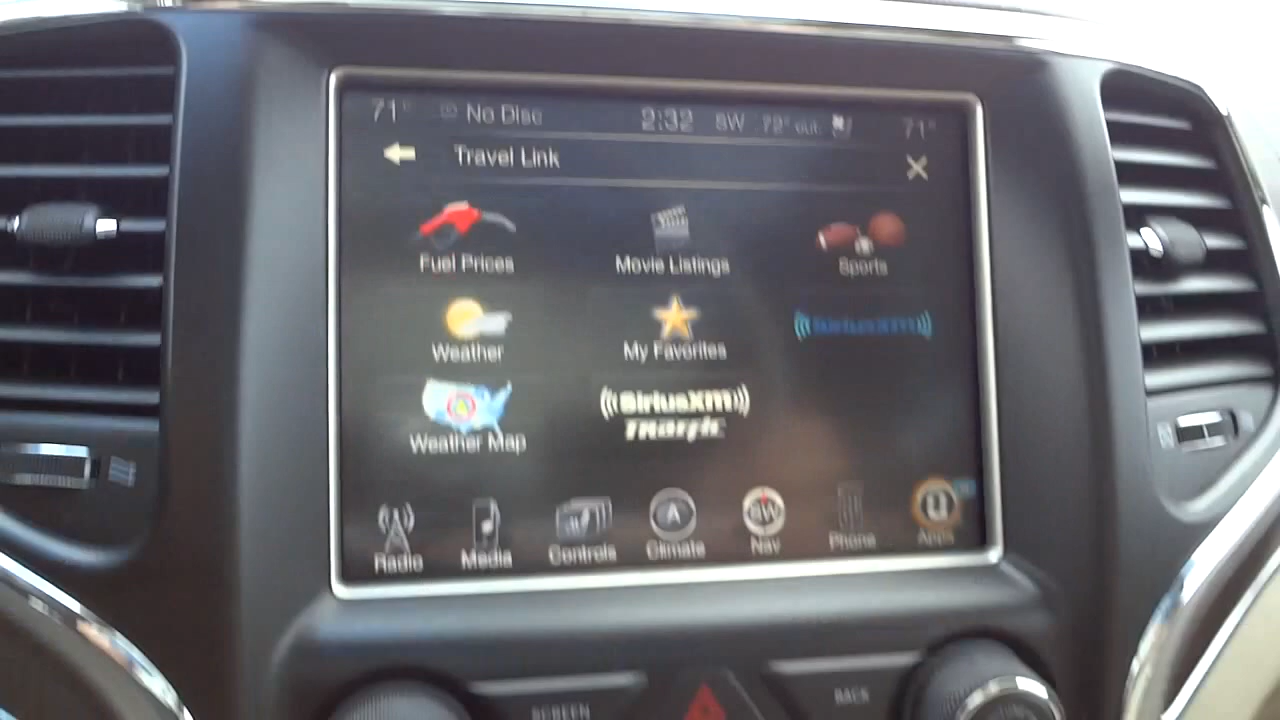 71° No Disc 2:32 SW 72° out. 71°
Travel Link
Fuel Prices Movie Listings Sports
Weather My Favorites SiriusXM
Weather Map SiriusXM Traffic
Radio Media Controls A Climate SW Nav Phone u Apps
SCREEN BACK